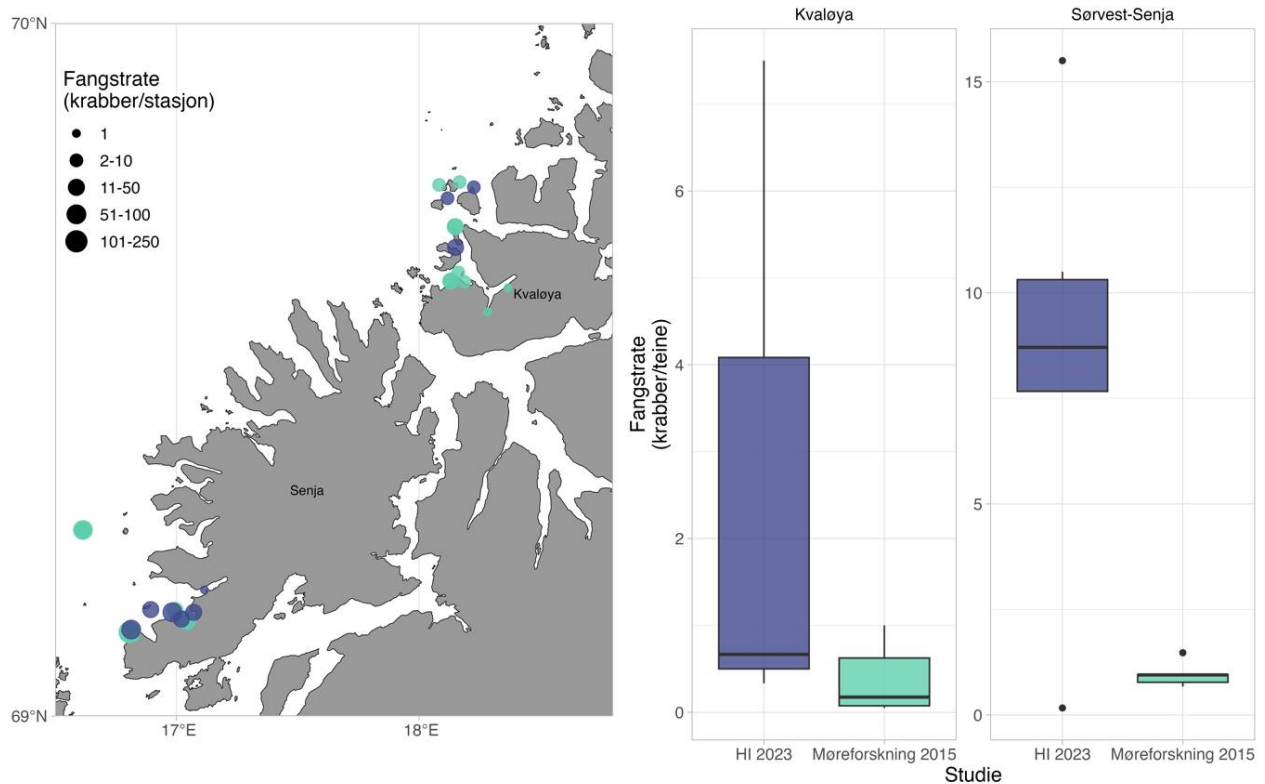 70°N
69°N
17°E
18°E
Fangstrate
(krabber/stasjon)
1
2-10
11-50
51-100
101-250
Kvaløya
Senja
Kvaløya
Sørvest-Senja
Fangstrate
(krabber/teine)
6
4
2
0
15
10
5
0
HI 2023
Møreforskning 2015
HI 2023
Møreforskning 2015
Studie